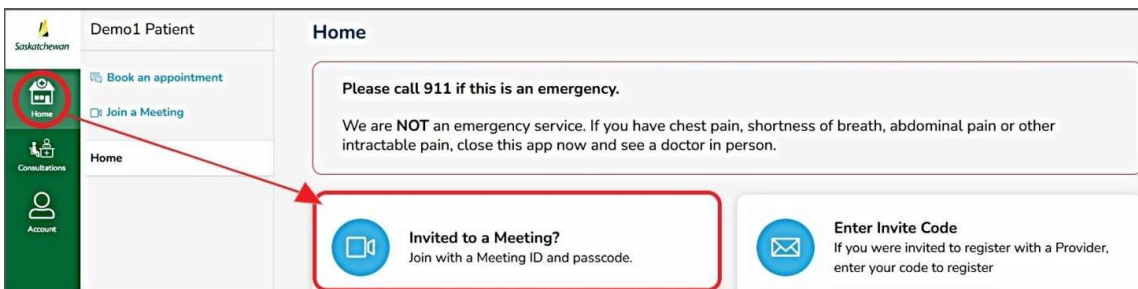 Saskatchewan
Home
Consultations
Account
Demo1 Patient
Book an appointment
Join a Meeting
Home
Home
Please call 911 if this is an emergency.
We are NOT an emergency service. If you have chest pain, shortness of breath, abdominal pain or other
intractable pain, close this app now and see a doctor in person.
Invited to a Meeting?
Join with a Meeting ID and passcode.
Enter Invite Code
If you were invited to register with a Provider,
enter your code to register